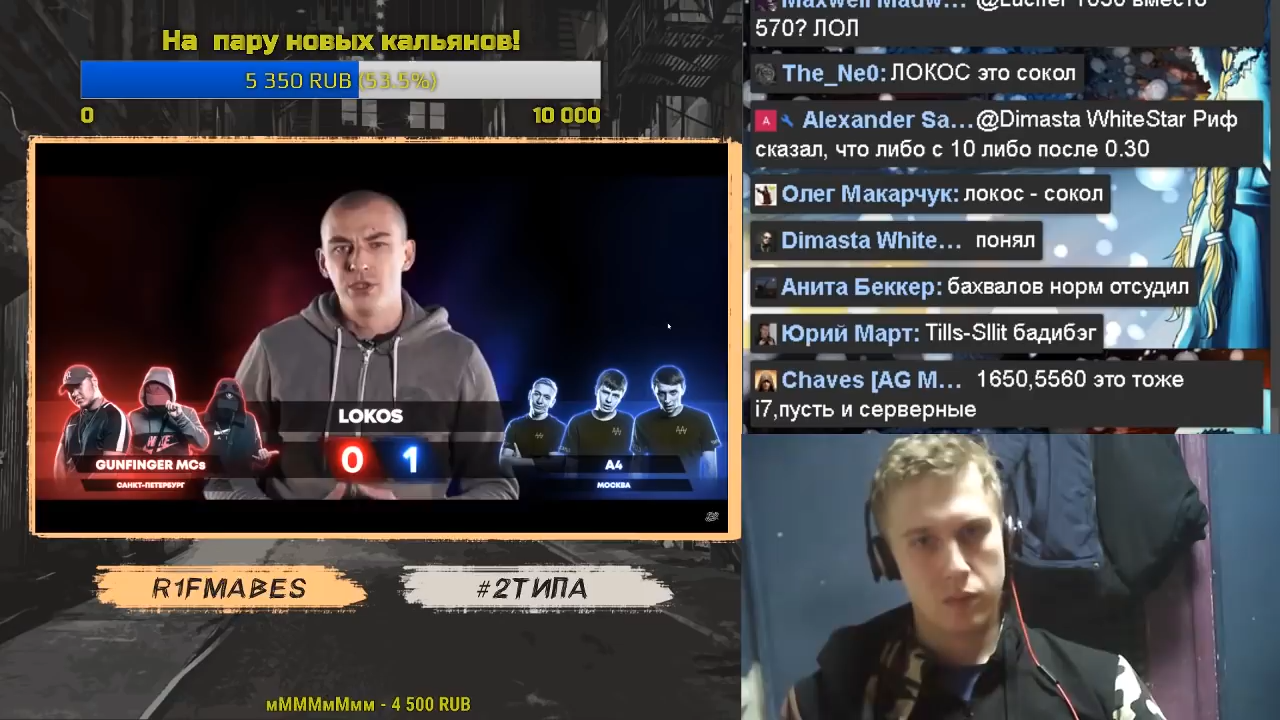 На пару новых кальянов!
5 350 RUB (53.5%)
0
10 000
LOKOS
0 1
GUNFINGER MCs
САНКТ-ПЕТЕРБУРГ
A4
МОСКВА
R1FMABES
#2ТИПА
мМММмМмм - 4 500 RUB
570? ЛОЛ
The_Ne0: ЛОКОС это сокол
A Alexander Sa... @Dimasta WhiteStar Риф
сказал, что либо с 10 либо после 0.30
Олег Макарчук: локос - сокол
Dimasta White... понял
Анита Беккер: бахвалов норм отсудил
Юрий Март: Tills-Sllit бадибэг
Chaves [AG M... 1650,5560 это тоже
i7,пусть и серверные